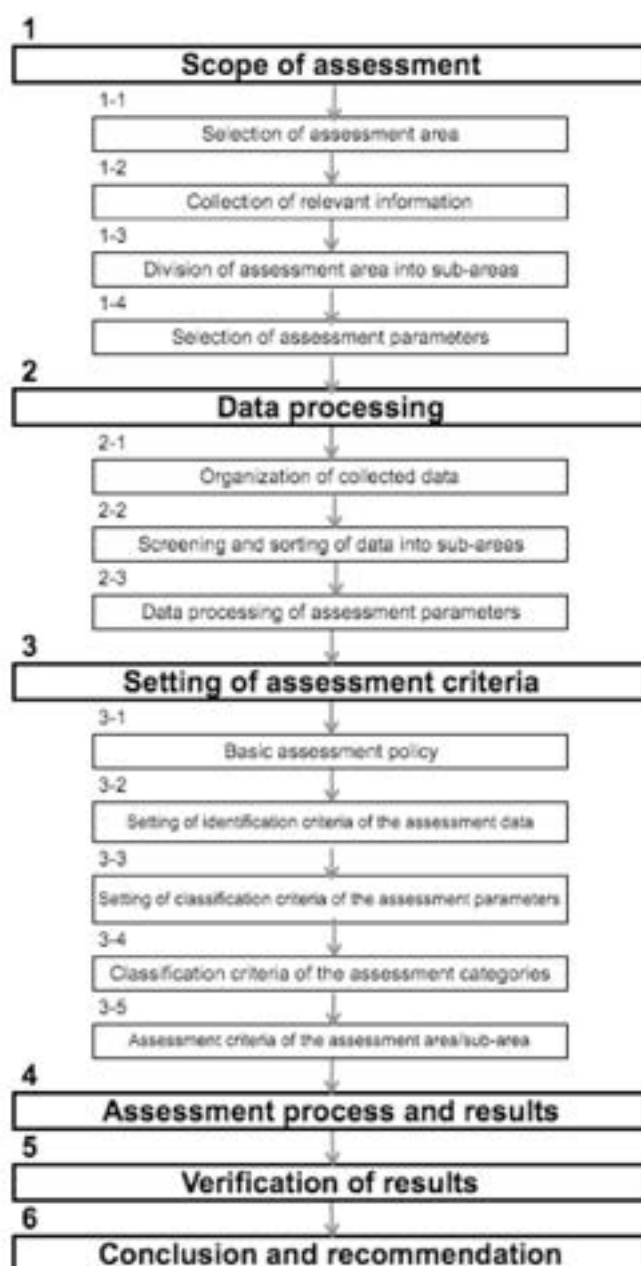 1
Scope of assessment
1-1
Selection of assessment area
1-2
Collection of relevant information
1-3
Division of assessment area into sub-areas
1-4
Selection of assessment parameters
2
Data processing
2-1
Organization of collected data
2-2
Screening and sorting of data into sub-areas
2-3
Data processing of assessment parameters
3
Setting of assessment criteria
3-1
Basic assessment policy
3-2
Setting of identification criteria of the assessment data
3-3
Setting of classification criteria of the assessment parameters
3-4
Classification criteria of the assessment categories
3-5
Assessment criteria of the assessment area/sub-area
4
Assessment process and results
5
Verification of results
6
Conclusion and recommendation